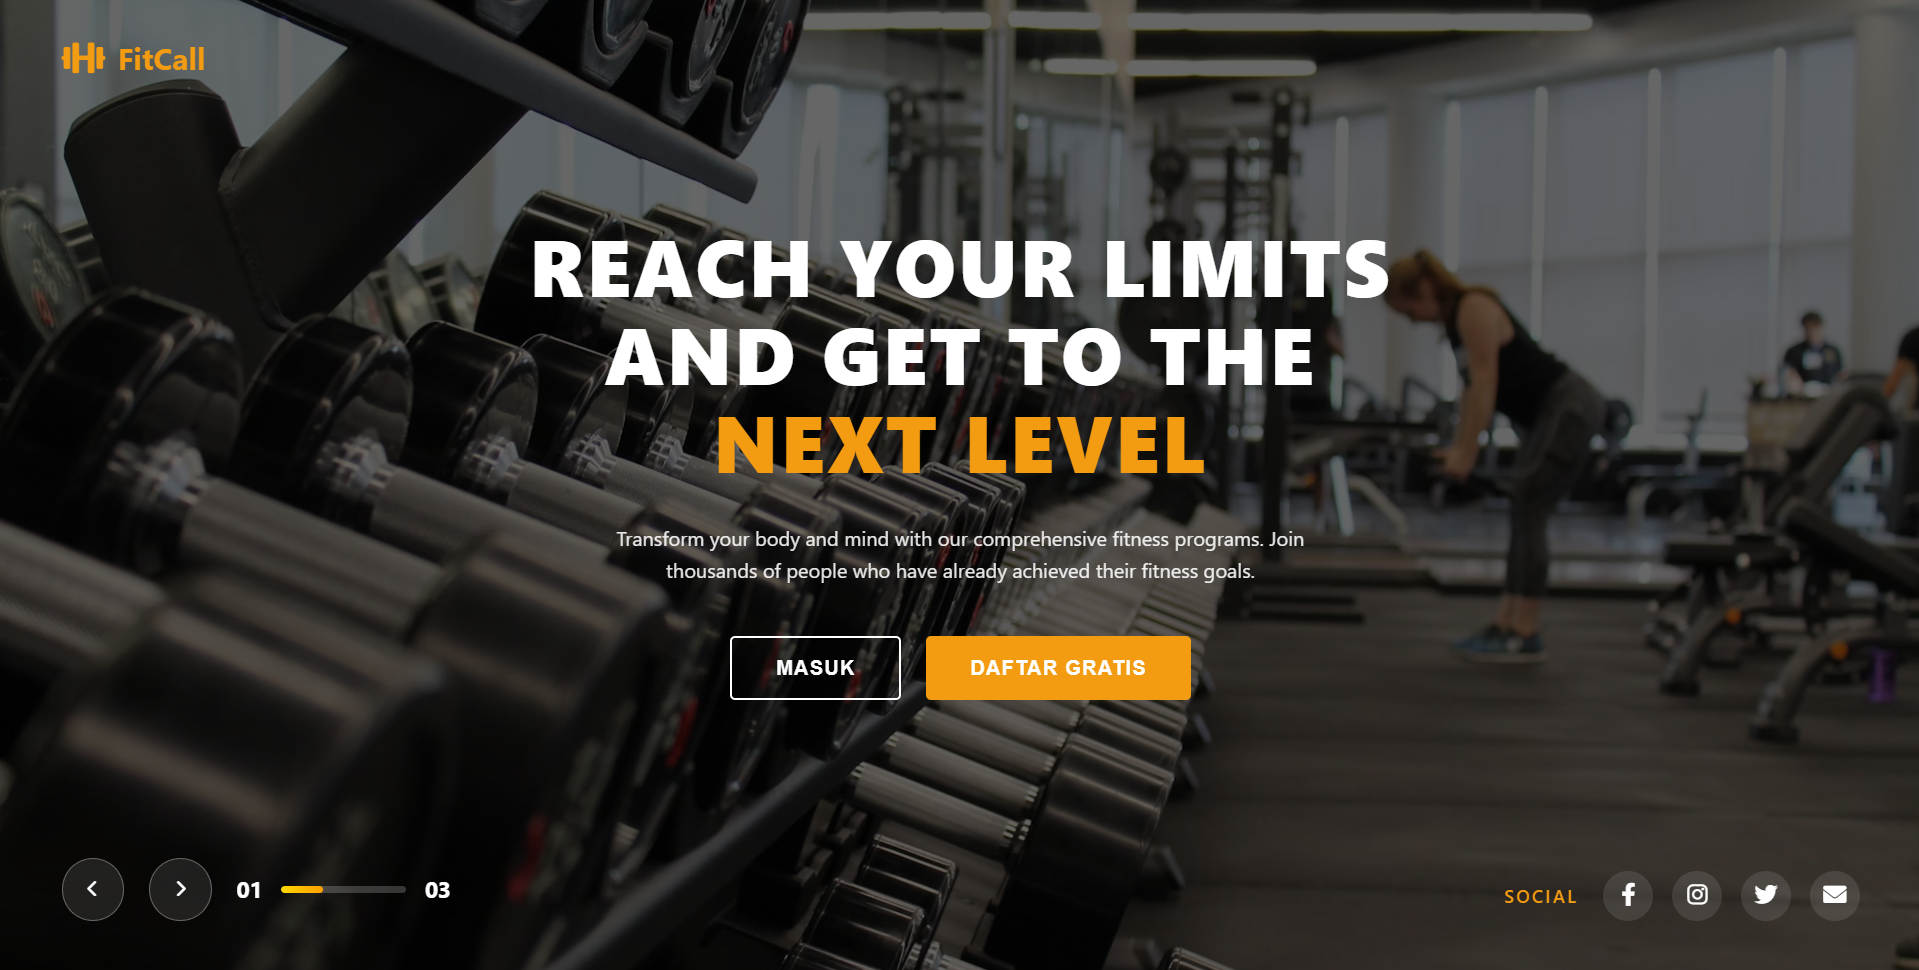 FitCall
REACH YOUR LIMITS
AND GET TO THE
NEXT LEVEL
Transform your body and mind with our comprehensive fitness programs. Join
thousands of people who have already achieved their fitness goals.
MASUK
DAFTAR GRATIS
01
03
SOCIAL